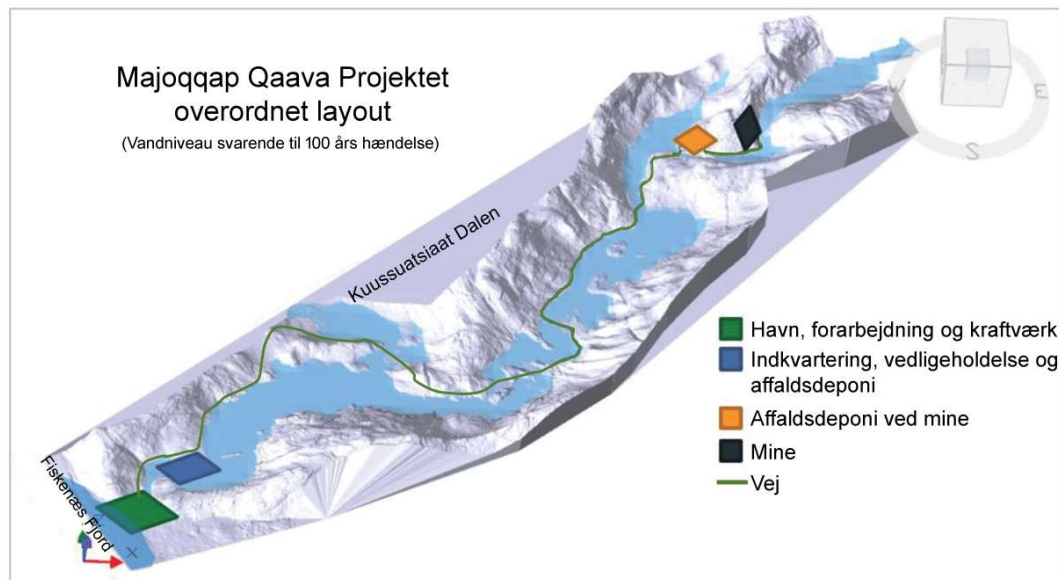 Majoqqap Qaava Projektet
overordnet layout
(Vandniveau svarende til 100 års hændelse)
E
S
Kuussuatsiaat Dalen
Havn, forarbejdning og kraftværk
Indkvartering, vedligeholdelse og
affaldsdeponi
Affaldsdeponi ved mine
Mine
Vej
Fiskenæs Fjord